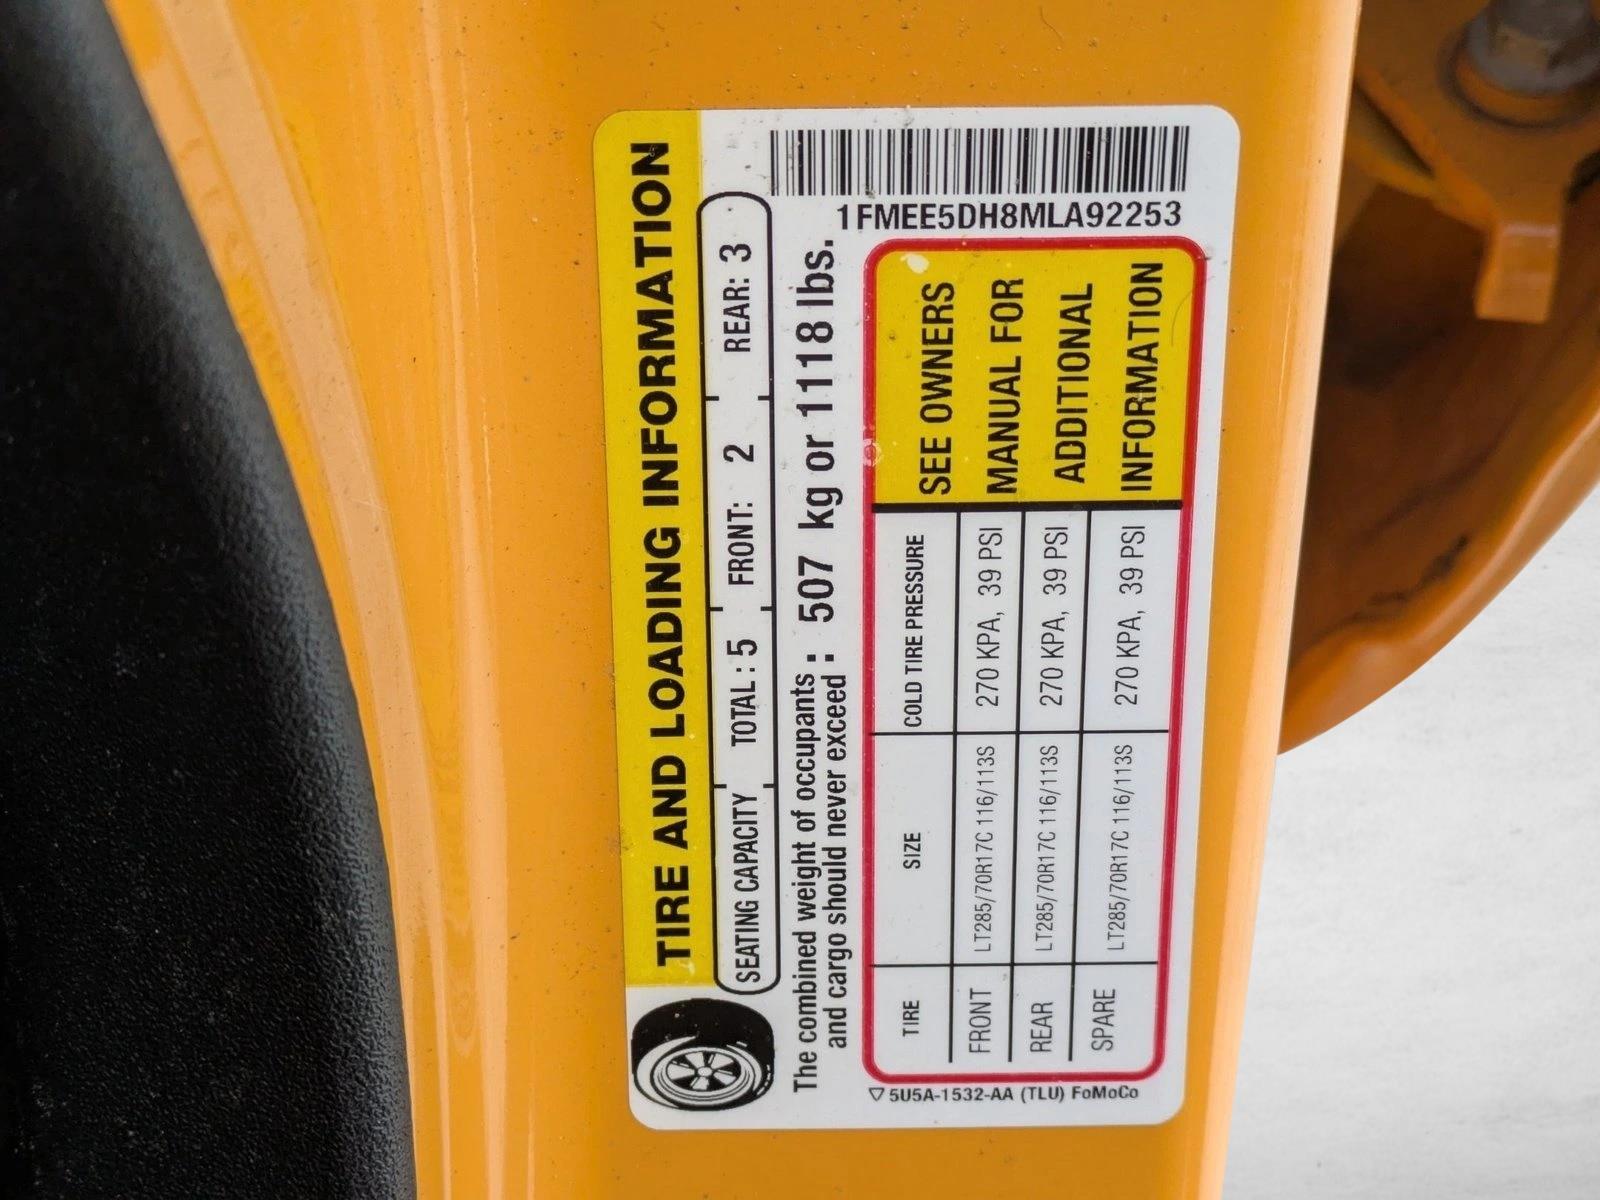 TIRE AND LOADING INFORMATION
SEATING CAPACITY TOTAL : 5 FRONT: 2 REAR: 3
The combined weight of occupants :
and cargo should never exceed : 507 kg or 1118 lbs.
1FMEE5DH8MLA92253
TIRE SIZE COLD TIRE PRESSURE
FRONT LT285/70R17C 116/113S 270 KPA, 39 PSI
REAR LT285/70R17C 116/113S 270 KPA, 39 PSI
SPARE LT285/70R17C 116/113S 270 KPA, 39 PSI
SEE OWNERS
MANUAL FOR
ADDITIONAL
INFORMATION
5U5A-1532-AA (TLU) FoMoCo